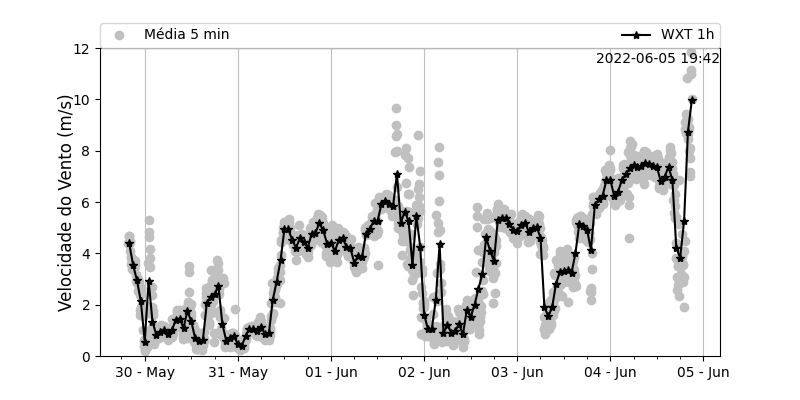 Média 5 min
WXT 1h
2022-06-05 19:42
Velocidade do Vento (m/s)
12
10
8
6
4
2
0
30 - May
31 - May
01 - Jun
02 - Jun
03 - Jun
04 - Jun
05 - Jun